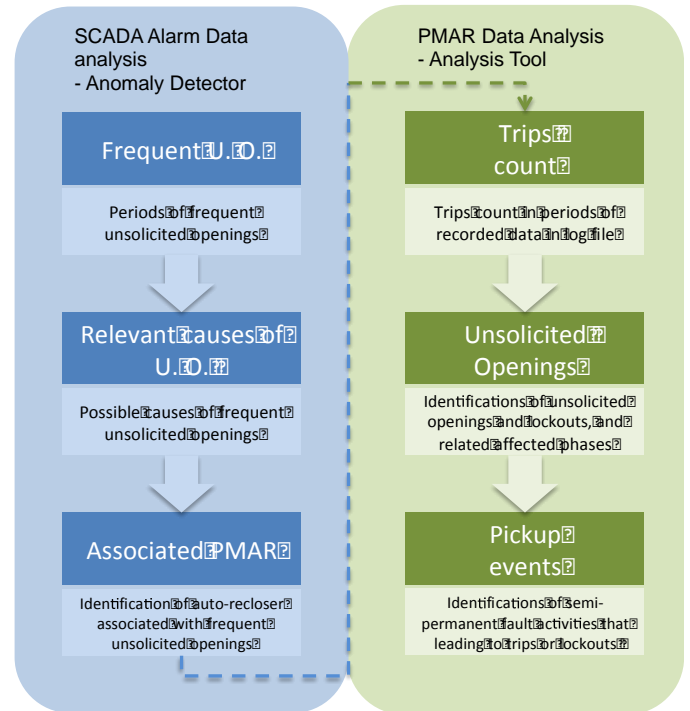 SCADA Alarm Data
analysis
- Anomaly Detector
Frequent U. O.
Periods of frequent
unsolicited openings
Relevant causes of
U. O.
Possible causes of frequent
unsolicited openings
Associated PMAR
Identification of auto-recloser
associated with frequent
unsolicited openings
PMAR Data Analysis
- Analysis Tool
Trips
count
Trips count in periods of
recorded data in log file
Unsolicited
Openings
Identifications of unsolicited
openings and lockouts, and
related affected phases
Pickup
events
Identifications of semi-
permanent fault activities that
leading to trips or lockouts